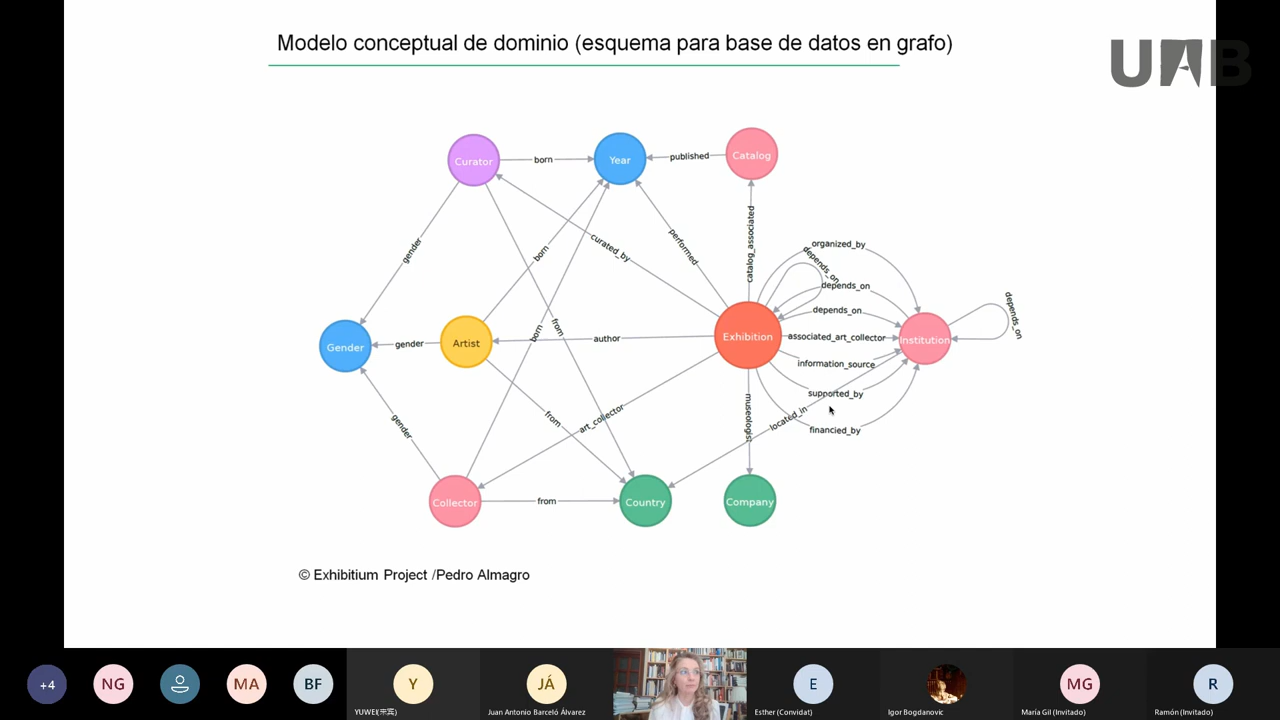 Modelo conceptual de dominio (esquema para base de datos en grafo)
UAB
Curator
born
Year
published
Catalog
gender
born
curated_by
performed
catalog_associated
organized_by
depends_on
depends_on
depends_on
depends_on
Gender
gender
Artist
born
from
author
Exhibition
associated_art_collector
Institution
information_source
supported_by
located_in
financied_by
gender
from
art_collector
museologist
Collector
from
Country
Company
© Exhibitium Project /Pedro Almagro
+4
NG
MA
BF
Y
JÁ
E
MG
R
Juan Antonio Barceló Álvarez
Esther (Convidat)
Igor Bogdanovic
María Gil (Invitado)
Ramón (Invitado)